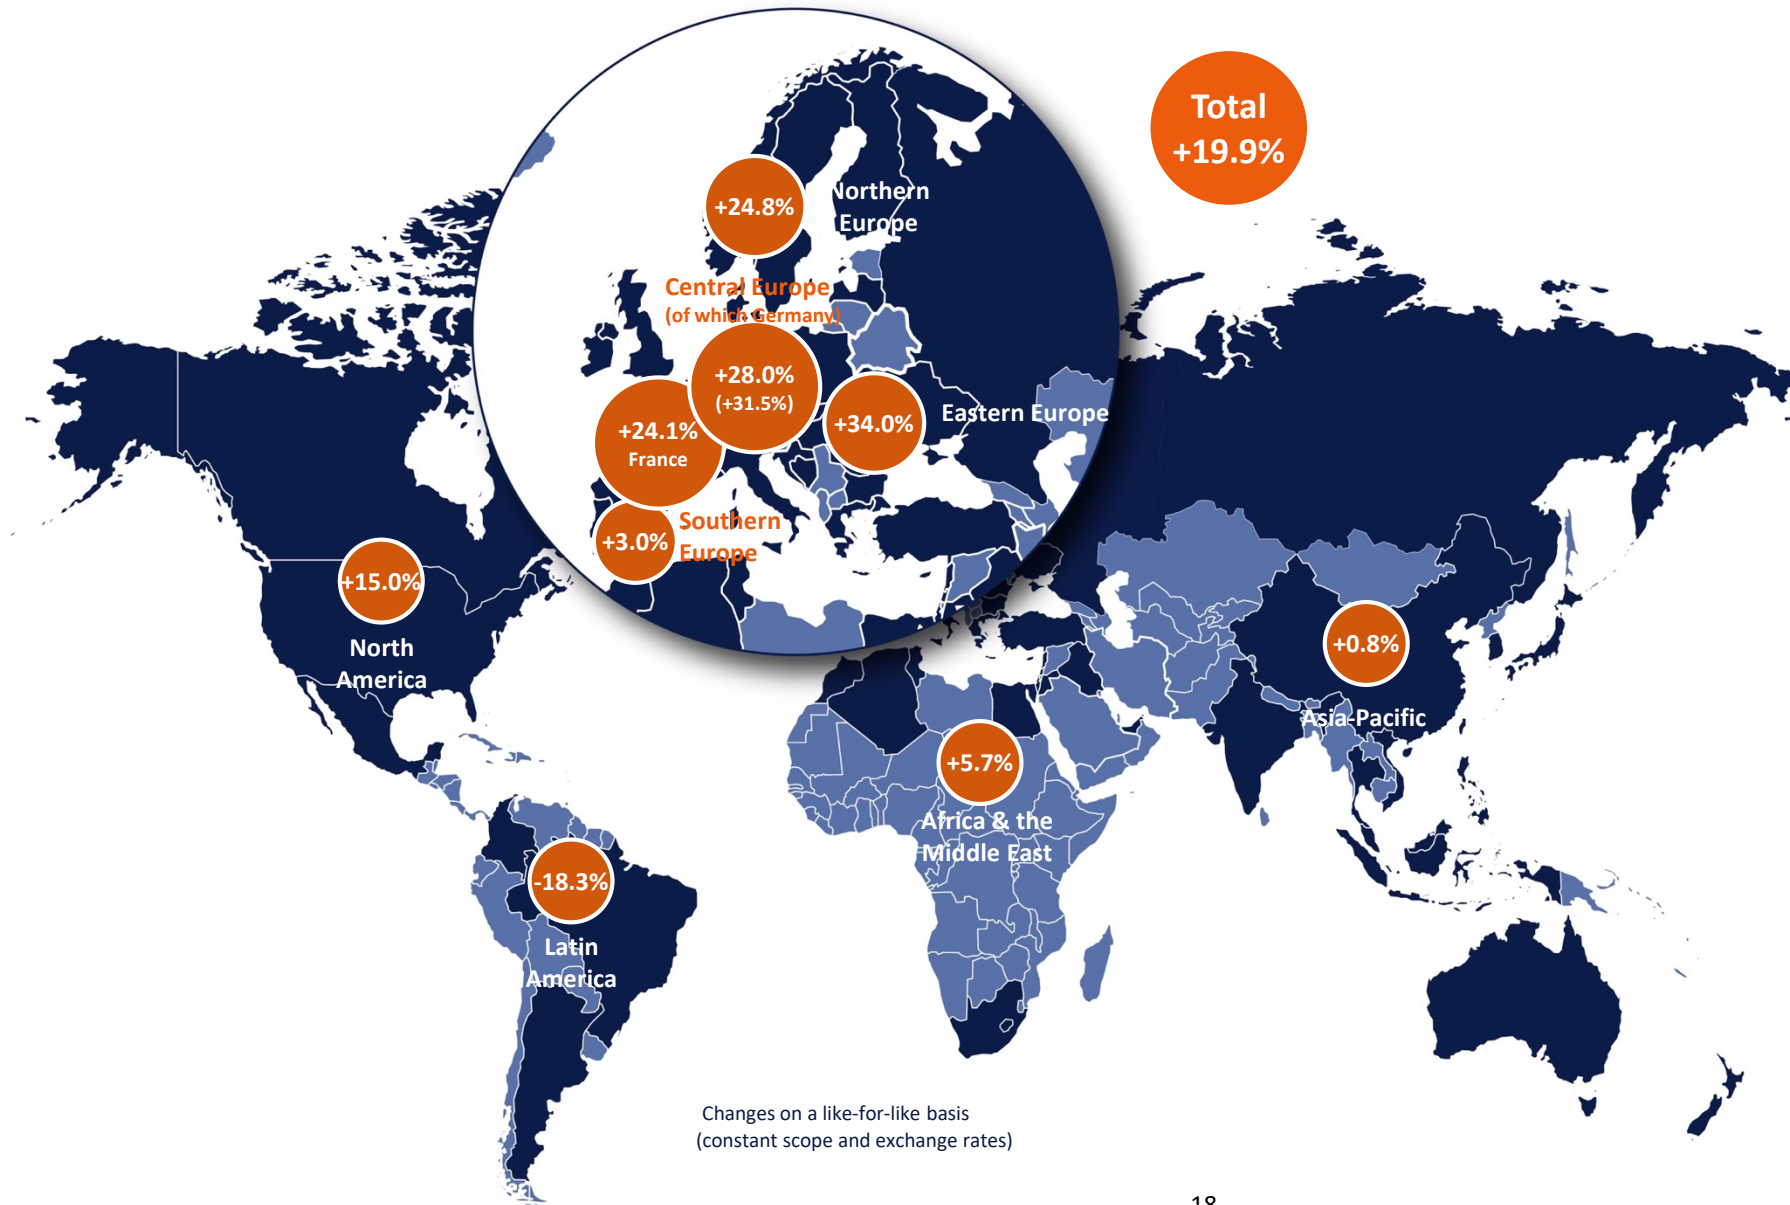 Total
+19.9%
+24.8%
Northern
Europe
Central Europe
(of which Germany)
+28.0%
(+31.5%)
+24.1%
France
+34.0%
Eastern Europe
+3.0%
Southern
Europe
+15.0%
North
America
+0.8%
Asia-Pacific
+5.7%
Africa & the
Middle East
-18.3%
Latin
America
Changes on a like-for-like basis
(constant scope and exchange rates)
18